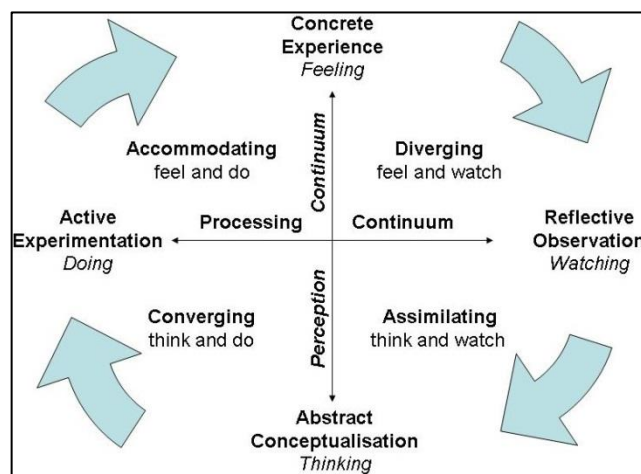 Concrete
Experience
Feeling
Accommodating
feel and do
Continuum
Diverging
feel and watch
Active
Experimentation
Doing
Processing
Continuum
Reflective
Observation
Watching
Converging
think and do
Perception
Assimilating
think and watch
Abstract
Conceptualisation
Thinking